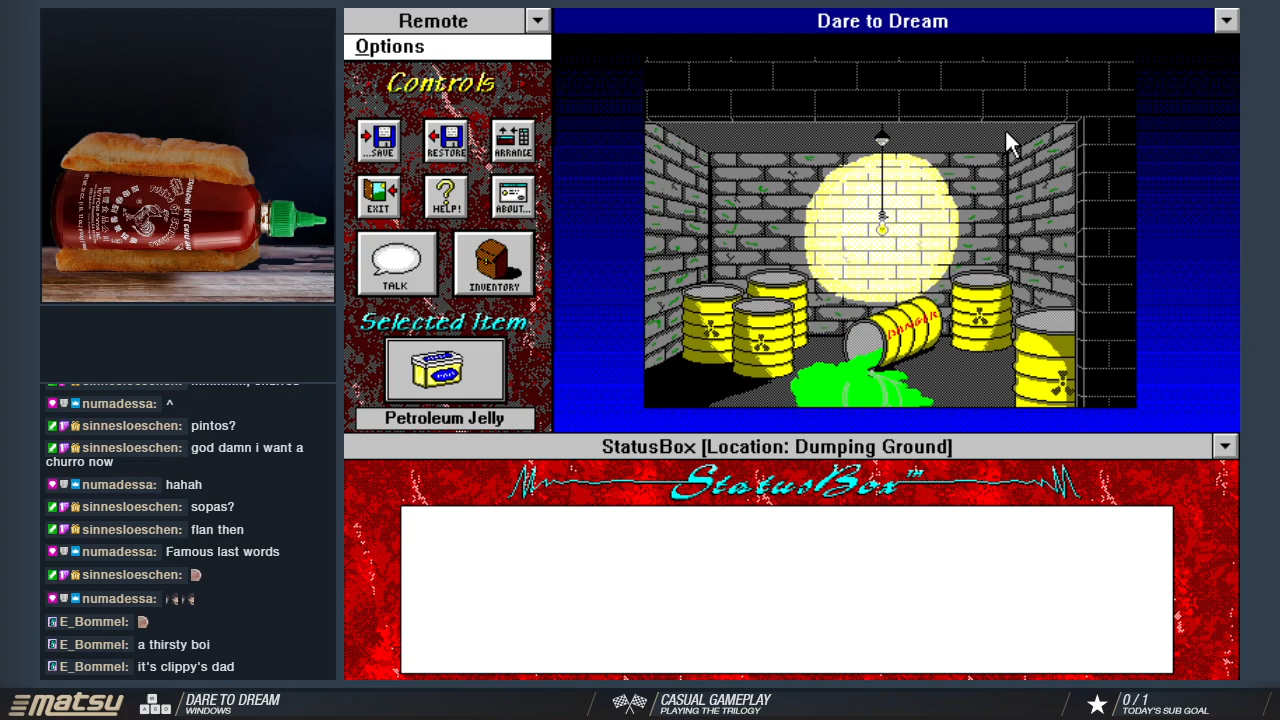 Remote
Options
Controls
...SAVE
RESTORE
ARRANGE
EXIT
HELP!
ABOUT...
TALK
INVENTORY
Selected Item
Petroleum Jelly
Dare to Dream
DANGER
StatusBox [Location: Dumping Ground]
StatusBox™
numadessa: ^
sinnesloeschen: pintos?
sinnesloeschen: god damn i want a
churro now
numadessa: hahah
sinnesloeschen: sopas?
sinnesloeschen: flan then
numadessa: Famous last words
sinnesloeschen:
numadessa:
E_Bommel:
E_Bommel: a thirsty boi
E_Bommel: it's clippy's dad
matsu
W
A S D
DARE TO DREAM
WINDOWS
CASUAL GAMEPLAY
PLAYING THE TRILOGY
0 / 1
TODAY'S SUB GOAL